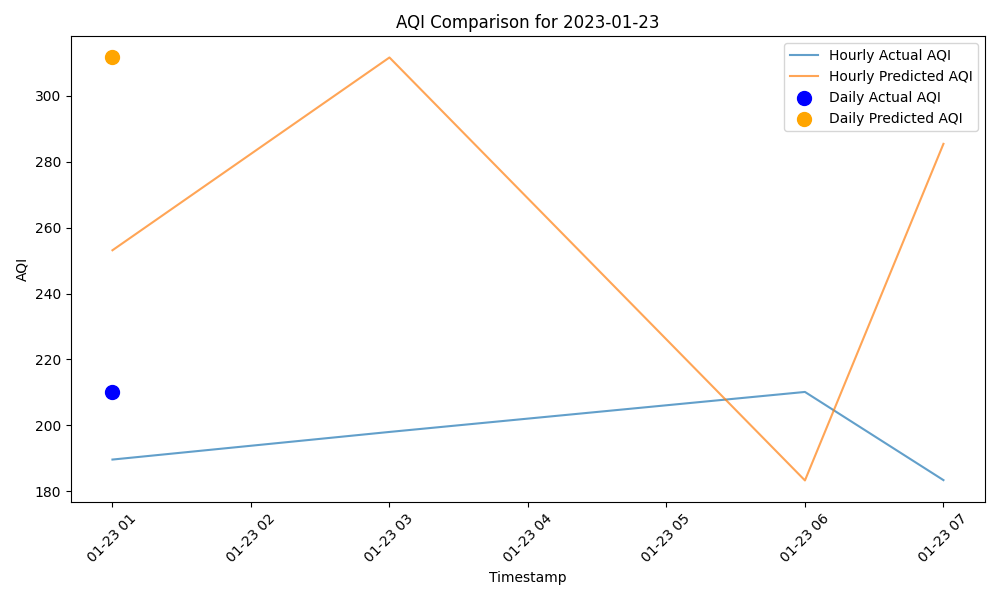 AQI Comparison for 2023-01-23
Hourly Actual AQI
Hourly Predicted AQI
Daily Actual AQI
Daily Predicted AQI
AQI
300
280
260
240
220
200
180
01-23 01
01-23 02
01-23 03
01-23 04
01-23 05
01-23 06
01-23 07
Timestamp